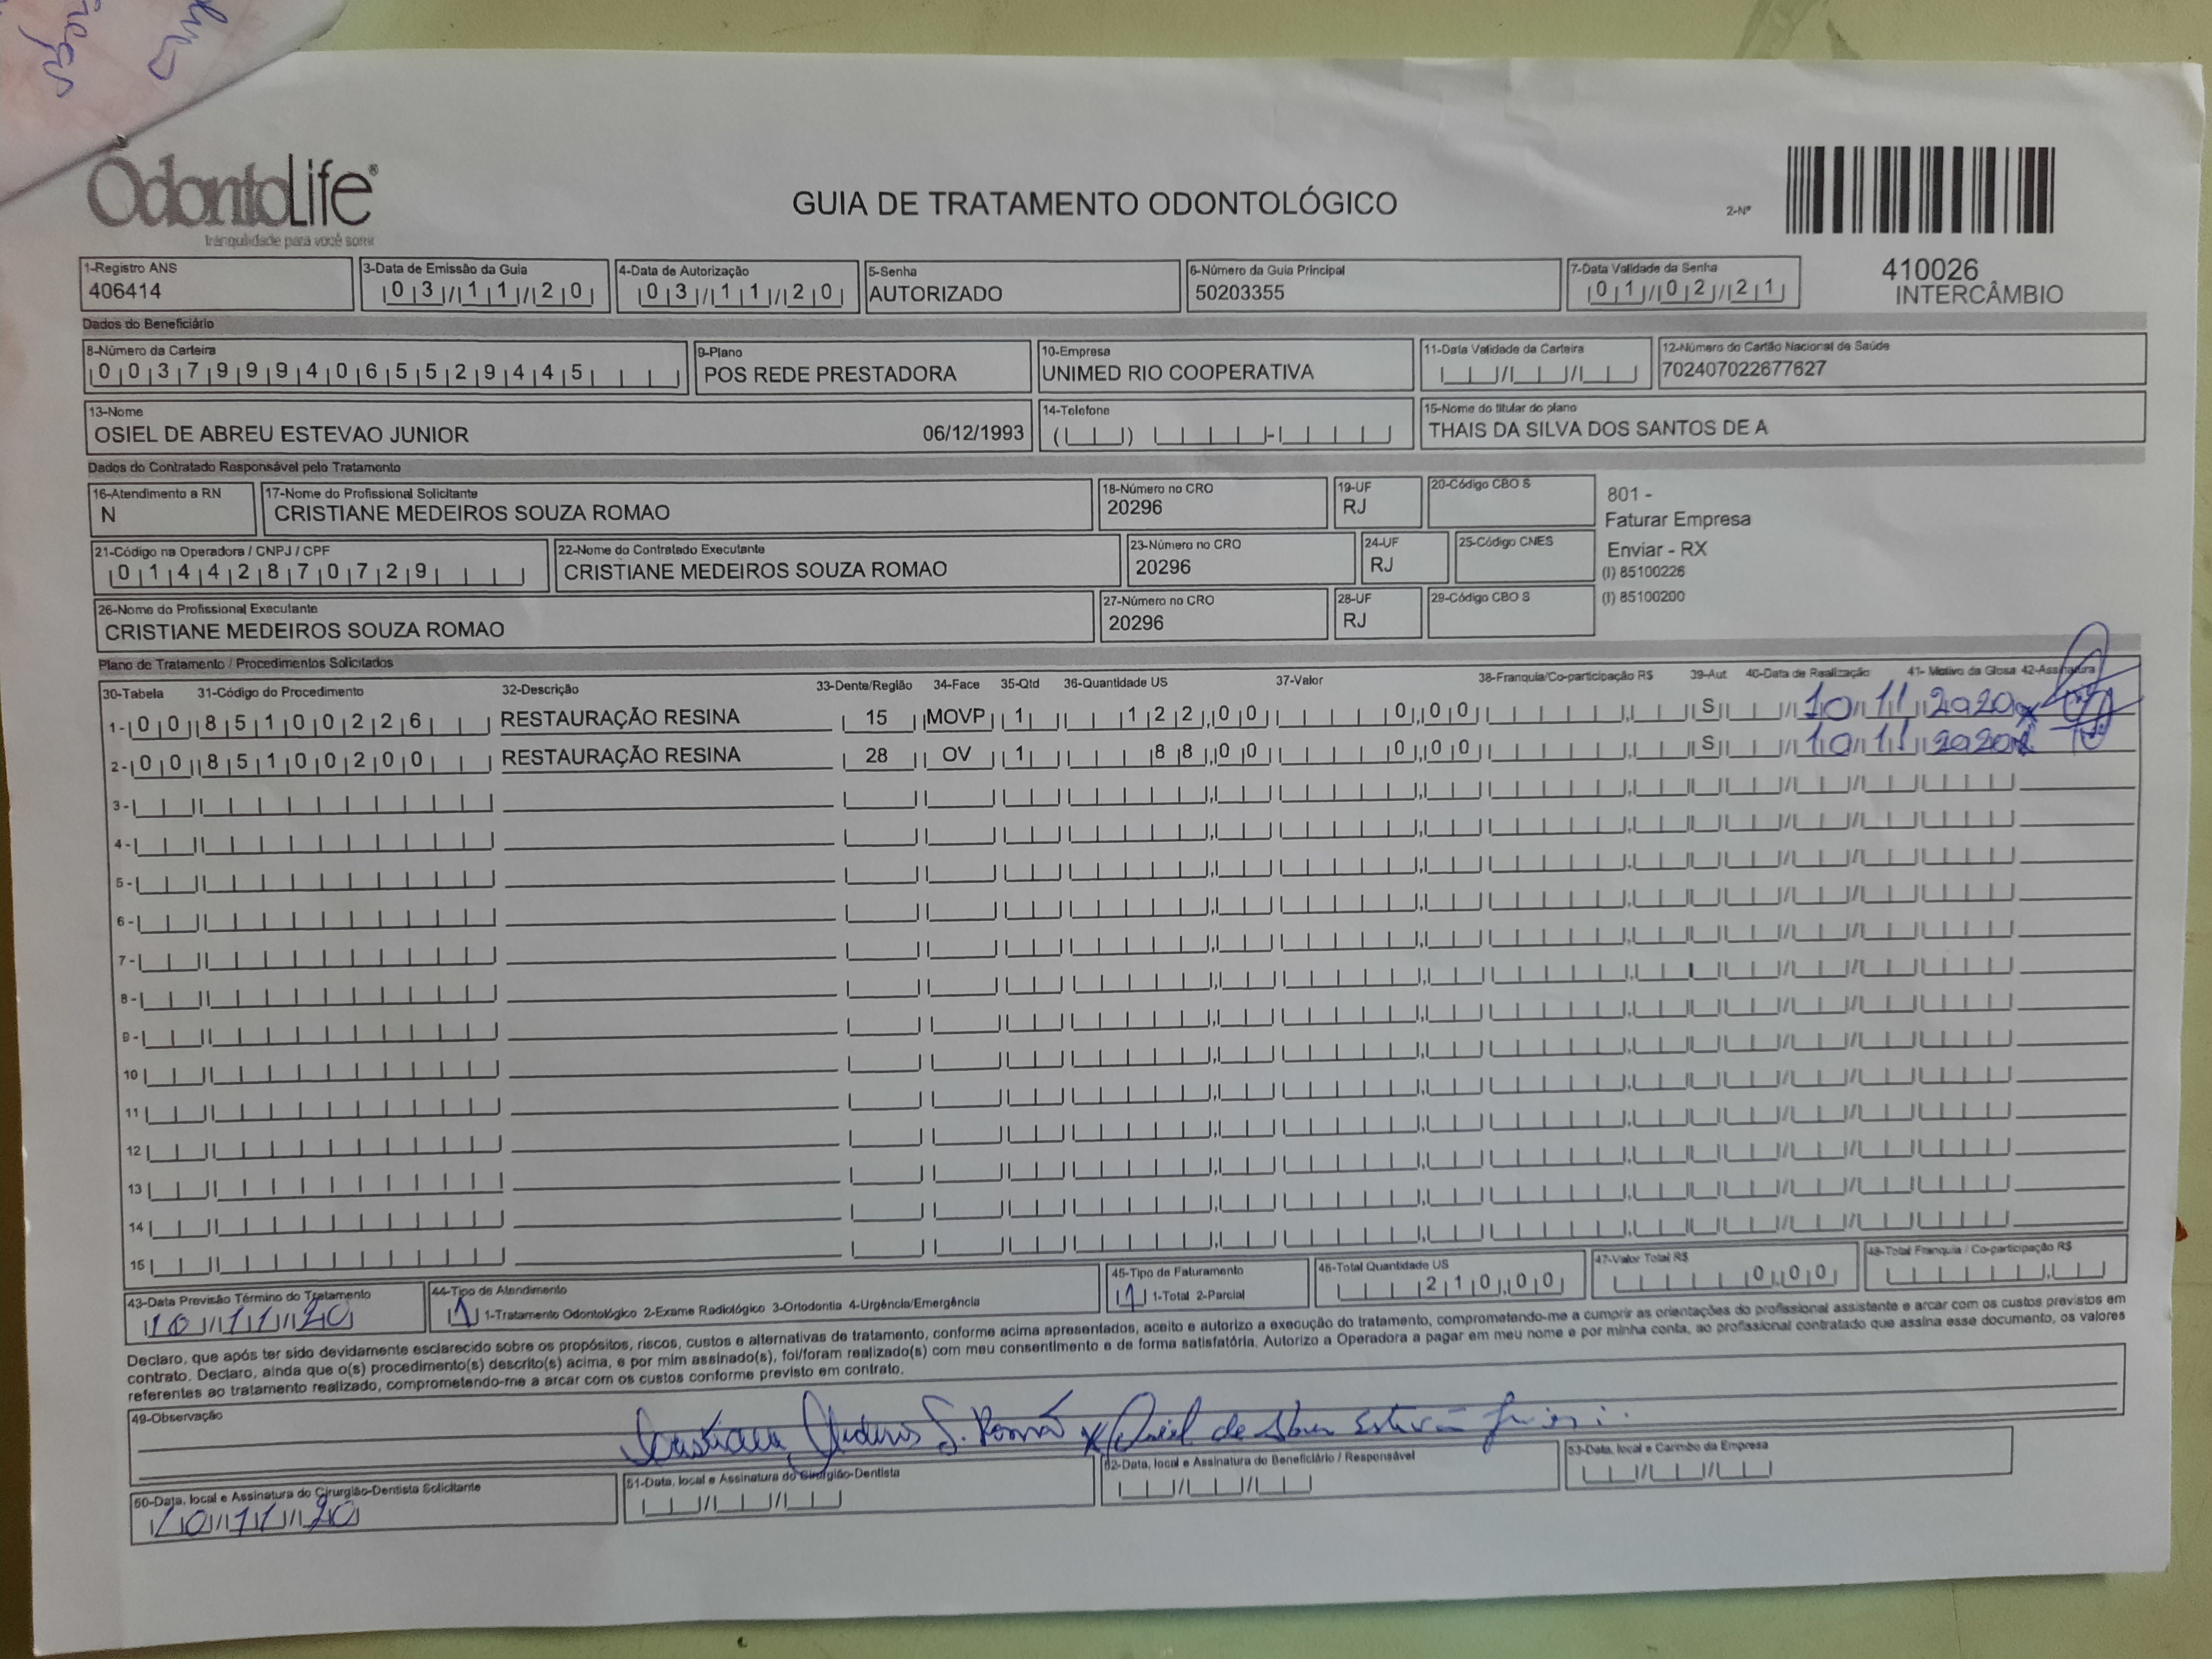 OdontoLife®
tranquilidade para você sorrir
GUIA DE TRATAMENTO ODONTOLÓGICO
2-Nº
410026
INTERCÂMBIO
1-Registro ANS
406414
3-Data de Emissão da Guia
03/11/20
4-Data de Autorização
03/11/20
5-Senha
AUTORIZADO
6-Número da Guia Principal
50203355
7-Data Validade da Senha
01/02/21
Dados do Beneficiário
8-Número da Carteira
00379994065529445
9-Plano
POS REDE PRESTADORA
10-Empresa
UNIMED RIO COOPERATIVA
11-Data Validade da Carteira
12-Número do Cartão Nacional de Saúde
702407022677627
13-Nome
OSIEL DE ABREU ESTEVAO JUNIOR 06/12/1993
14-Telefone
15-Nome do titular do plano
THAIS DA SILVA DOS SANTOS DE A
Dados do Contratado Responsável pelo Tratamento
16-Atendimento a RN
N
17-Nome do Profissional Solicitante
CRISTIANE MEDEIROS SOUZA ROMAO
18-Número no CRO
20296
19-UF
RJ
20-Código CBO S
801 -
Faturar Empresa
Enviar - RX
(I) 85100226
(I) 85100200
21-Código na Operadora / CNPJ / CPF
01442870729
22-Nome do Contratado Executante
CRISTIANE MEDEIROS SOUZA ROMAO
23-Número no CRO
20296
24-UF
RJ
25-Código CNES
26-Nome do Profissional Executante
CRISTIANE MEDEIROS SOUZA ROMAO
27-Número no CRO
20296
28-UF
RJ
29-Código CBO S
Plano de Tratamento / Procedimentos Solicitados
30-Tabela 31-Código do Procedimento 32-Descrição 33-Dente/Região 34-Face 35-Qtd 36-Quantidade US 37-Valor 38-Franquia/Co-participação R$ 39-Aut 40-Data de Realização 41- Motivo da Glosa 42-Assinatura
1- 00 85100226 RESTAURAÇÃO RESINA 15 MOVP 1 122,00 0,00 S 10/11/2020 x
2- 00 85100200 RESTAURAÇÃO RESINA 28 OV 1 88,00 0,00 S 10/11/2020 x
3-
4-
5-
6-
7-
8-
9-
10
11
12
13
14
15
43-Data Previsão Término do Tratamento
10/11/20
44-Tipo de Atendimento
1 1-Tratamento Odontológico 2-Exame Radiológico 3-Ortodontia 4-Urgência/Emergência
45-Tipo de Faturamento
1 1-Total 2-Parcial
46-Total Quantidade US
210,00
47-Valor Total R$
0,00
48-Total Franquia / Co-participação R$
Declaro, que após ter sido devidamente esclarecido sobre os propósitos, riscos, custos e alternativas de tratamento, conforme acima apresentados, aceito e autorizo a execução do tratamento, comprometendo-me a cumprir as orientações do profissional assistente e arcar com os custos previstos em
contrato. Declaro, ainda que o(s) procedimento(s) descrito(s) acima, e por mim assinado(s), foi/foram realizado(s) com meu consentimento e de forma satisfatória. Autorizo a Operadora a pagar em meu nome e por minha conta, ao profissional contratado que assina esse documento, os valores
referentes ao tratamento realizado, comprometendo-me a arcar com os custos conforme previsto em contrato.
49-Observação
Cristiane Medeiros S. Romão x Osiel de Abreu Estevão Junior
50-Data, local e Assinatura do Cirurgião-Dentista Solicitante
10/11/20
51-Data, local e Assinatura do Cirurgião-Dentista
52-Data, local e Assinatura do Beneficiário / Responsável
53-Data, local e Carimbo da Empresa